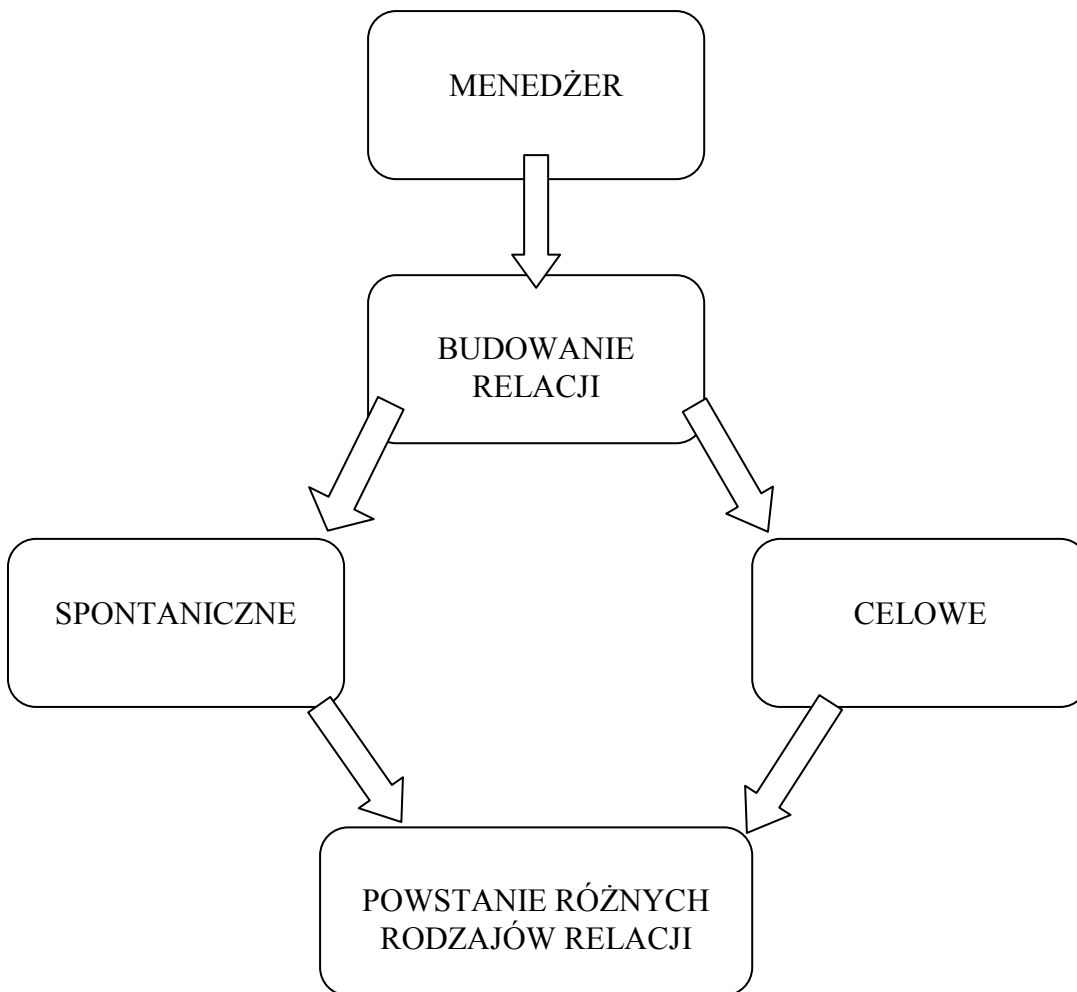 MENEDŻER
BUDOWANIE
RELACJI
SPONTANICZNE
CELOWE
POWSTANIE RÓŻNYCH
RODZAJÓW RELACJI